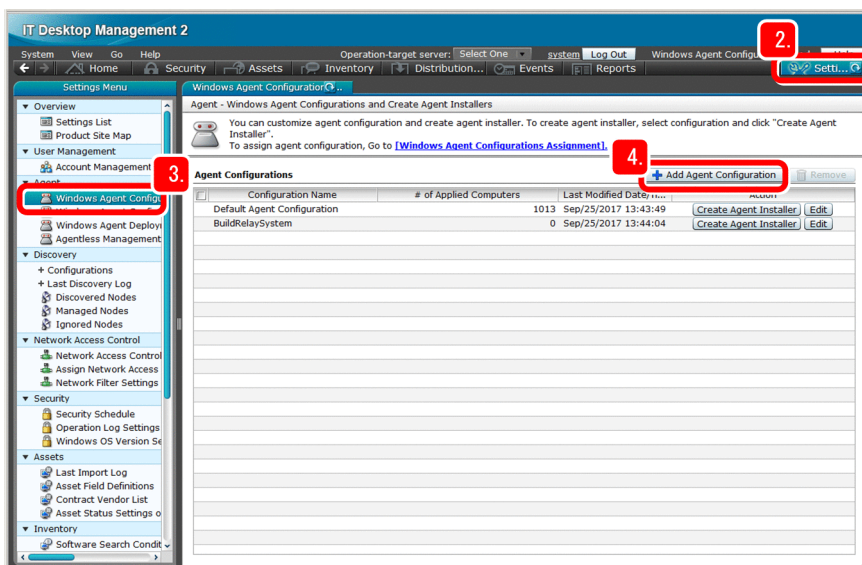 IT Desktop Management 2
System View Go Help Operation-target server: Select One system Log Out Windows Agent 2.
Home Security Assets Inventory Distribution... Events Reports Setti...
Settings Menu
Windows Agent Configuration..
Overview
Settings List
Product Site Map
User Management
Account Management
Agent
3.
Windows Agent Configu
Windows Agent Deploy
Agentless Management
Discovery
+ Configurations
+ Last Discovery Log
Discovered Nodes
Managed Nodes
Ignored Nodes
Network Access Control
Network Access Control
Assign Network Access
Network Filter Settings
Security
Security Schedule
Operation Log Settings
Windows OS Version Se
Assets
Last Import Log
Asset Field Definitions
Contract Vendor List
Asset Status Settings o
Inventory
Software Search Condit
Agent - Windows Agent Configurations and Create Agent Installers
You can customize agent configuration and create agent installer. To create agent installer, select configuration and click "Create Agent
Installer".
To assign agent configuration, Go to [Windows Agent Configurations Assignment].
4.
Agent Configurations + Add Agent Configuration Remove
Configuration Name # of Applied Computers Last Modified Date/Ti... Action
Default Agent Configuration 1013 Sep/25/2017 13:43:49 Create Agent Installer Edit
BuildRelaySystem 0 Sep/25/2017 13:44:04 Create Agent Installer Edit